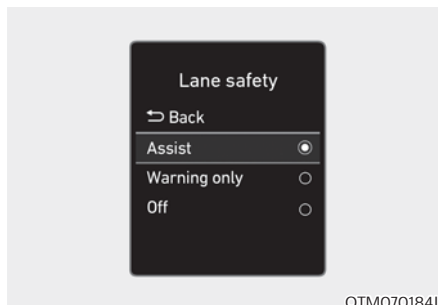 Lane safety
Back
Assist
Warning only
Off
OTM070184L